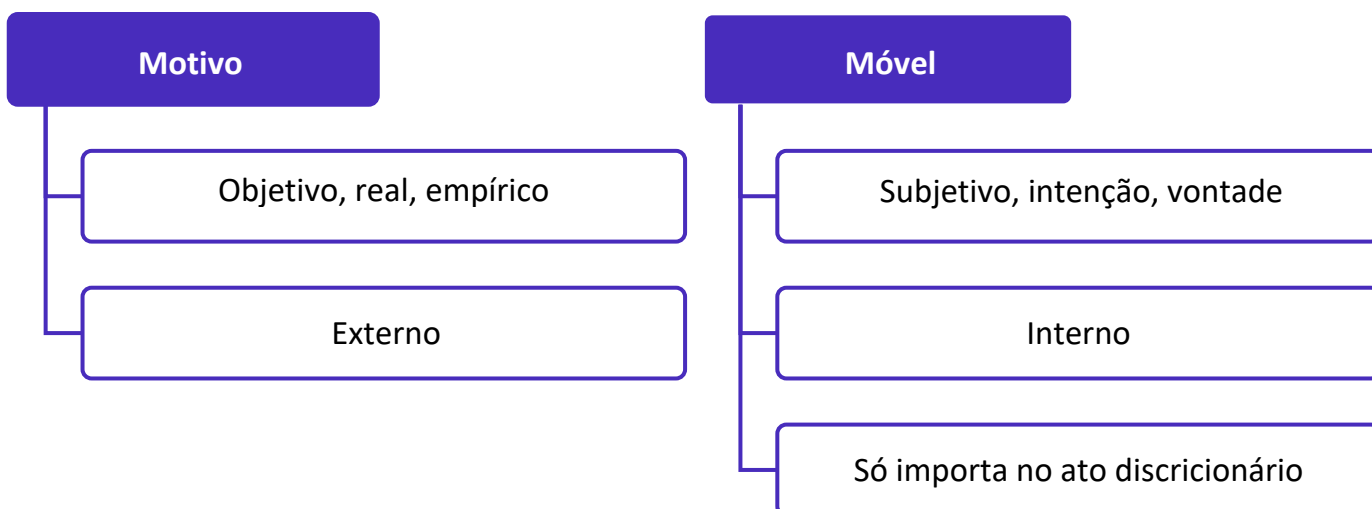 Motivo
Objetivo, real, empírico
Externo
Móvel
Subjetivo, intenção, vontade
Interno
Só importa no ato discricionário